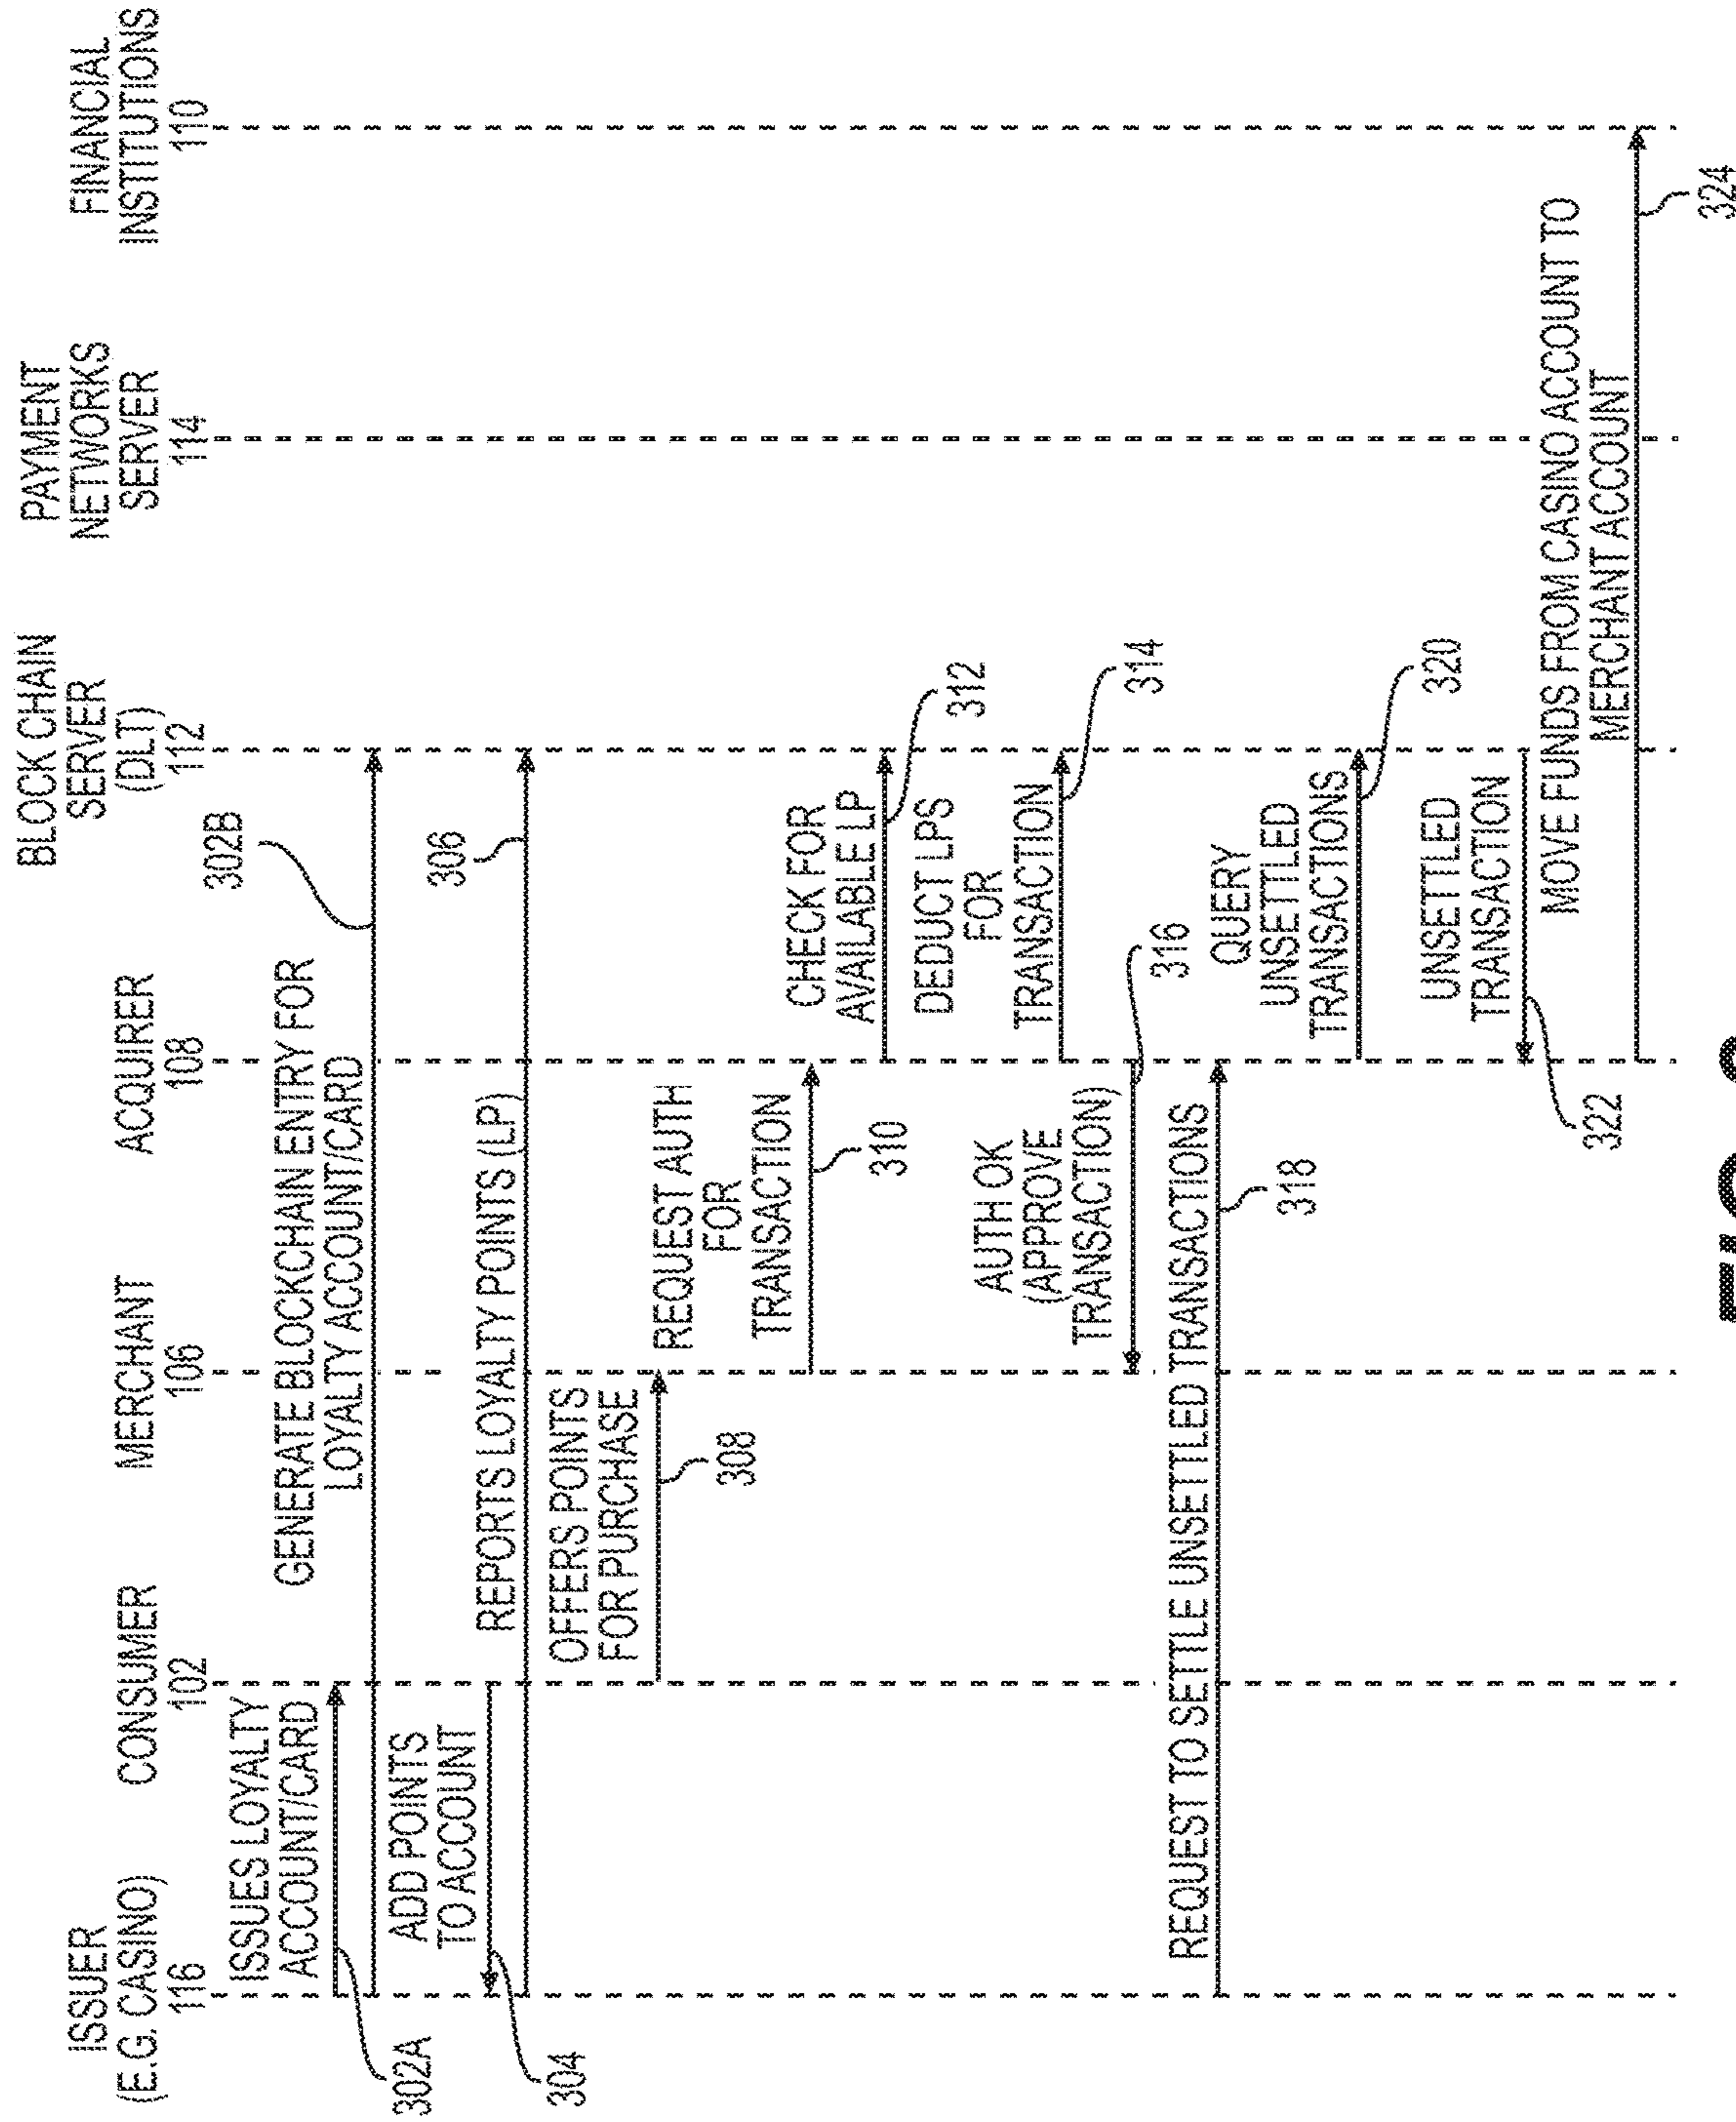 ISSUER
(E.G. CASINO)
116
CONSUMER
102
MERCHANT
106
ACQUIRER
108
BLOCK CHAIN
SERVER
(DLT)
112
PAYMENT
NETWORKS
SERVER
114
FINANCIAL
INSTITUTIONS
110
ISSUES LOYALTY
ACCOUNT/CARD
302A
GENERATE BLOCKCHAIN ENTRY FOR
LOYALTY ACCOUNT/CARD
302B
ADD POINTS
TO ACCOUNT
304
REPORTS LOYALTY POINTS (LP)
306
OFFERS POINTS
FOR PURCHASE
308
REQUEST AUTH
FOR
TRANSACTION
310
CHECK FOR
AVAILABLE LP
312
DEDUCT LPS
FOR
TRANSACTION
314
AUTH OK
(APPROVE
TRANSACTION)
316
REQUEST TO SETTLE UNSETTLED TRANSACTIONS
318
QUERY
UNSETTLED
TRANSACTIONS
320
UNSETTLED
TRANSACTION
322
MOVE FUNDS FROM CASINO ACCOUNT TO
MERCHANT ACCOUNT
324